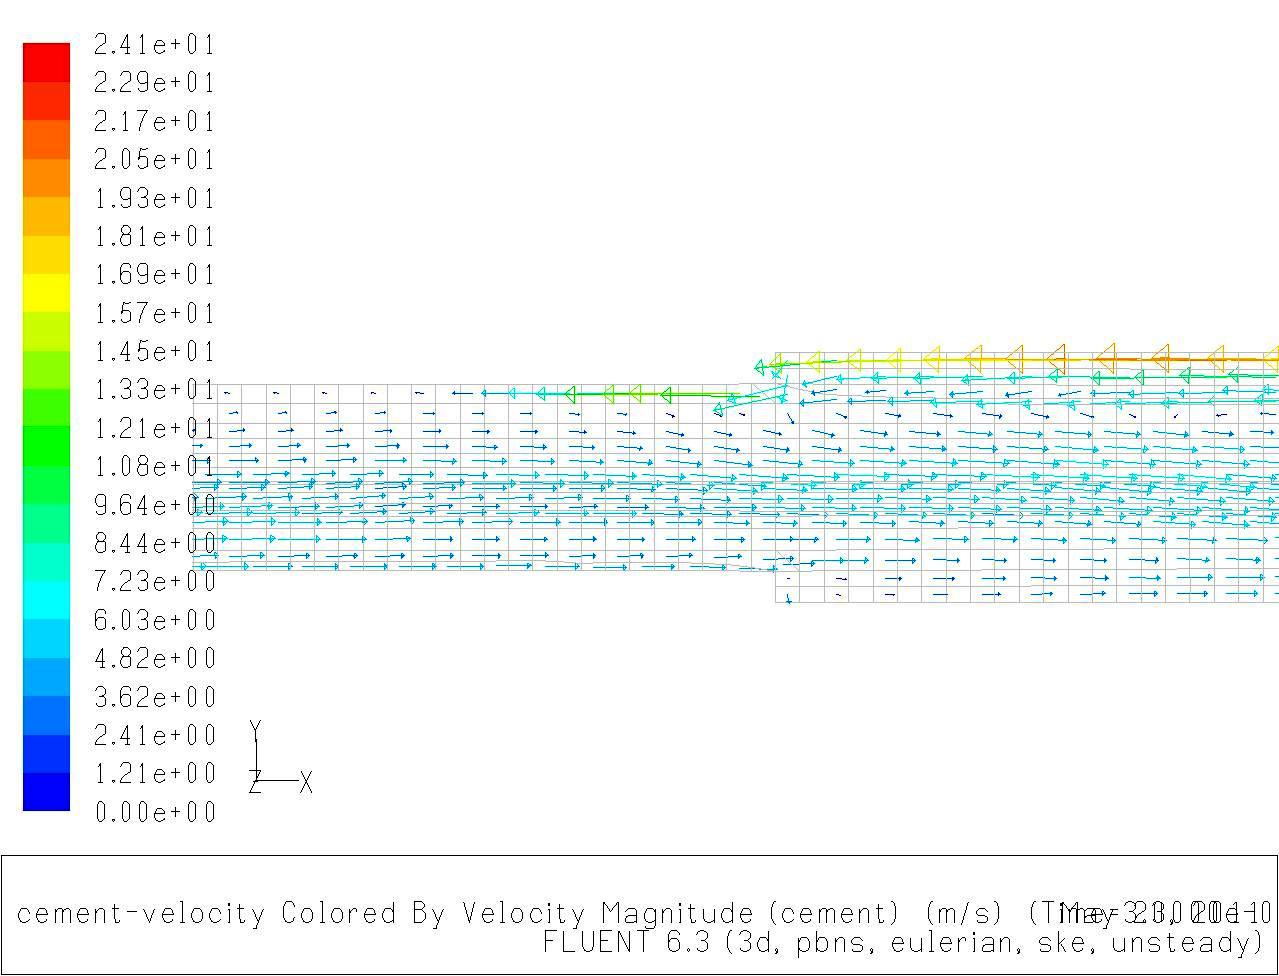 2.41e+01
2.29e+01
2.17e+01
2.05e+01
1.93e+01
1.81e+01
1.69e+01
1.57e+01
1.45e+01
1.33e+01
1.21e+01
1.08e+01
9.64e+00
8.44e+00
7.23e+00
6.03e+00
4.82e+00
3.62e+00
2.41e+00
1.21e+00
0.00e+00
Y
Z X
cement-velocity Colored By Velocity Magnitude (cement) (m/s)
FLUENT 6.3 (3d, pbns, eulerian, ske, unsteady)